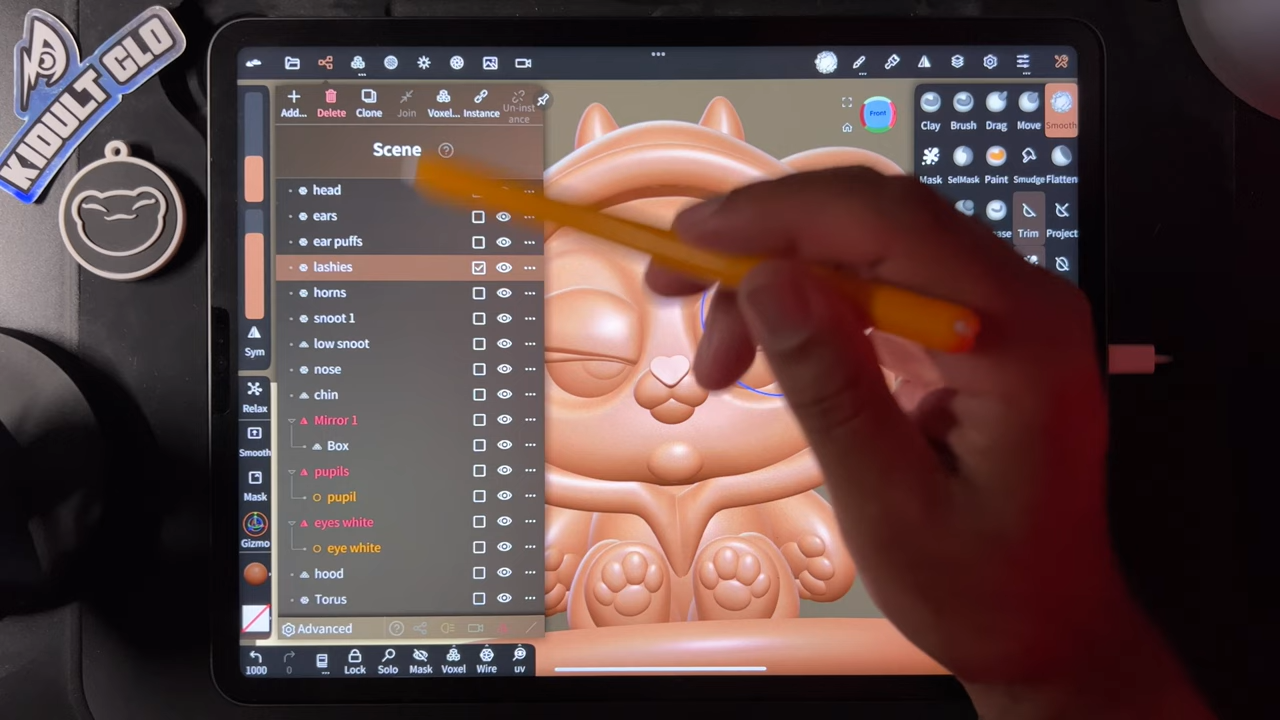 KIDULT CLO
Add...
Delete
Clone
Join
Voxel...
Instance
Un-inst
ance
Scene
?
head
ears
ear puffs
lashies
horns
snoot 1
low snoot
nose
chin
Mirror 1
Box
pupils
pupil
eyes white
eye white
hood
Torus
Advanced
?
Sym
Relax
Smooth
Mask
Gizmo
1000
0
Lock
Solo
Mask
Voxel
Wire
uv
Front
Clay
Brush
Drag
Move
Smooth
Mask
SelMask
Paint
Smudge
Flatten
Trim
Project